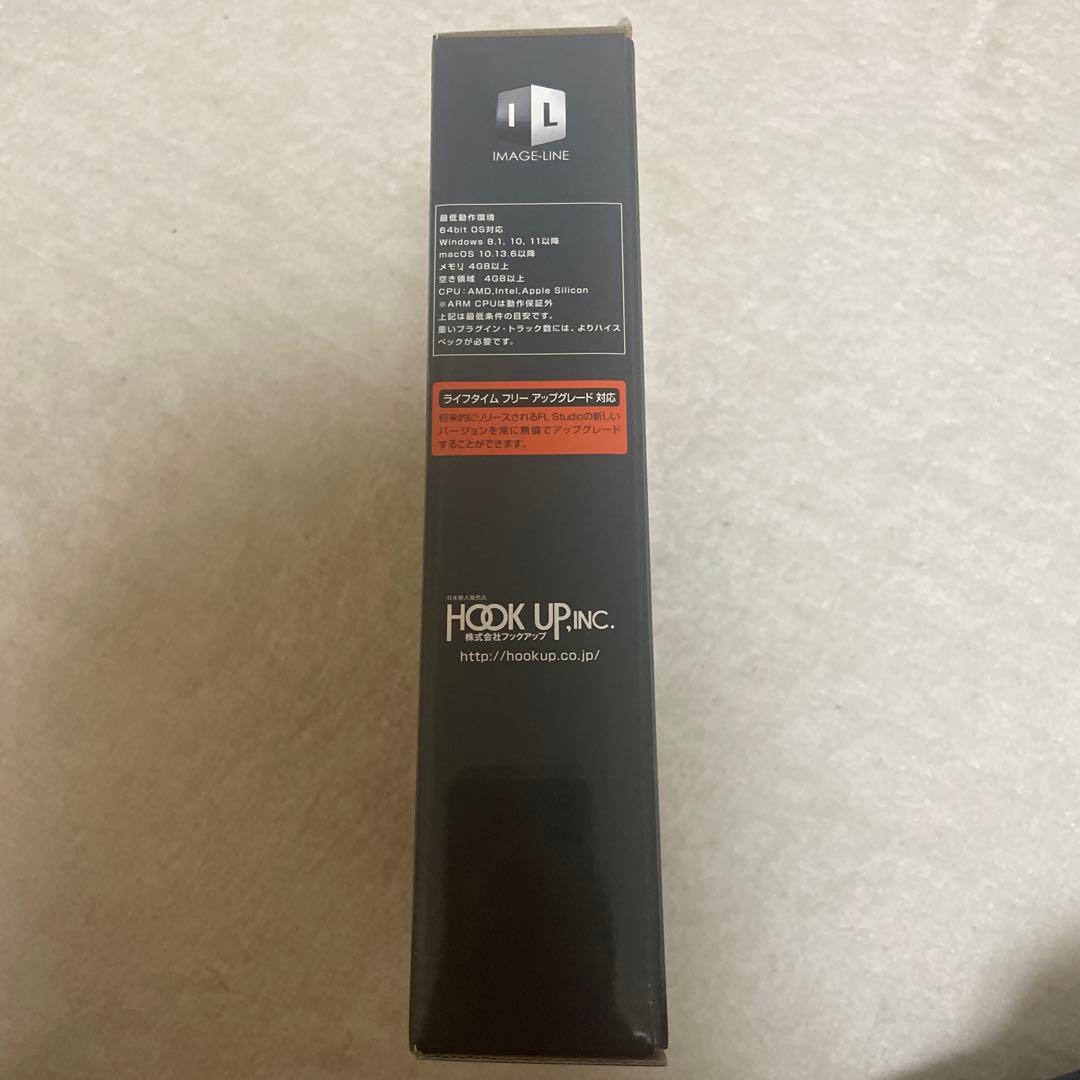 IL
IMAGE-LINE
最低動作環境
64bit OS対応
Windows 8.1, 10, 11以降
macOS 10.13.6以降
メモリ 4GB以上
空き領域 4GB以上
CPU:AMD,Intel,Apple Silicon
※ARM CPUは動作保証外
上記は最低条件の目安です。
重いプラグイン・トラック数には、よりハイス
ペックが必要です。
ライフタイム フリー アップグレード 対応
将来的にリリースされるFL Studioの新しい
バージョンを常に無償でアップグレード
することができます。
日本輸入販売元
HOOK UP,INC.
株式会社フックアップ
http://hookup.co.jp/